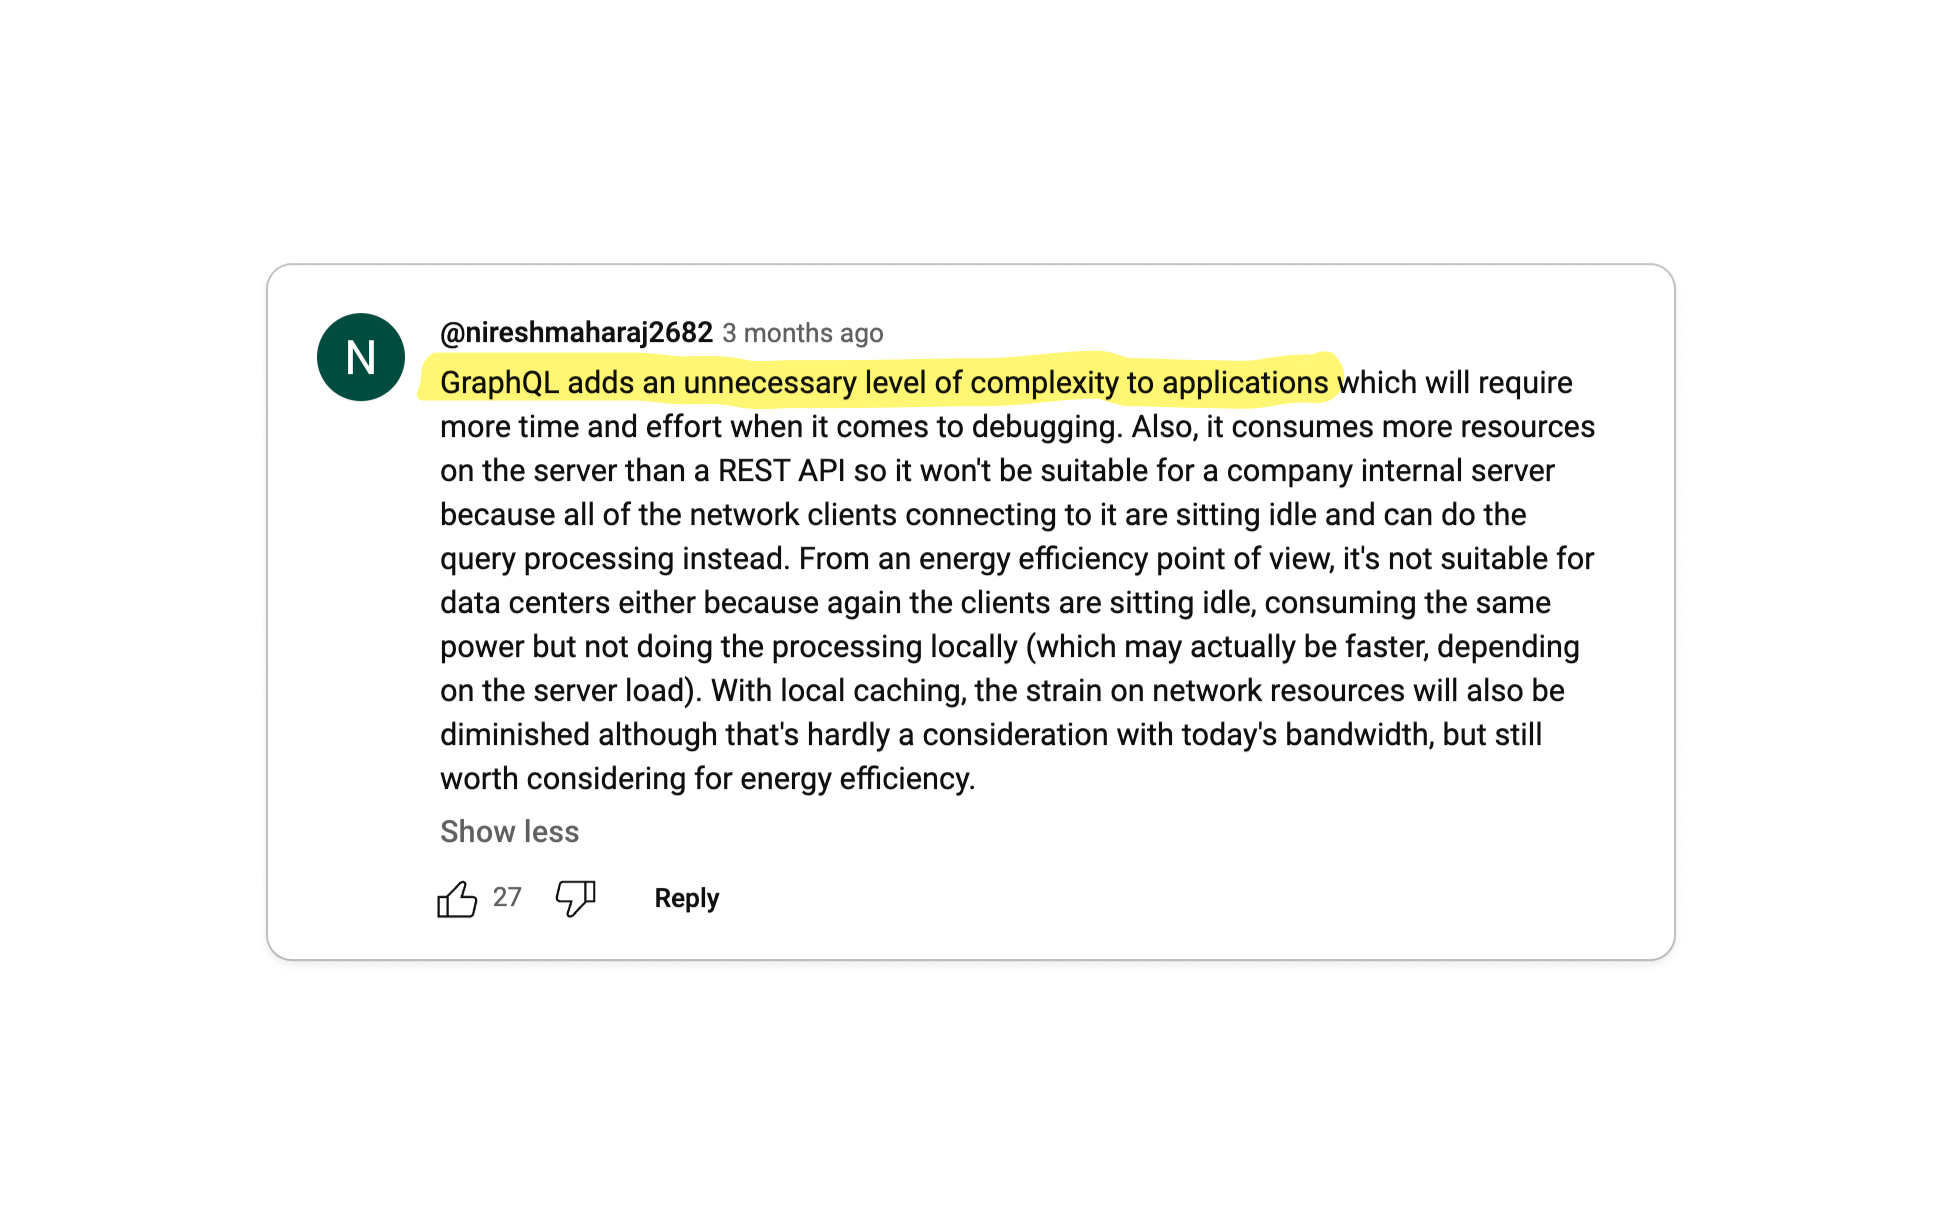 N
@nireshmaharaj2682 3 months ago
GraphQL adds an unnecessary level of complexity to applications which will require
more time and effort when it comes to debugging. Also, it consumes more resources
on the server than a REST API so it won't be suitable for a company internal server
because all of the network clients connecting to it are sitting idle and can do the
query processing instead. From an energy efficiency point of view, it's not suitable for
data centers either because again the clients are sitting idle, consuming the same
power but not doing the processing locally (which may actually be faster, depending
on the server load). With local caching, the strain on network resources will also be
diminished although that's hardly a consideration with today's bandwidth, but still
worth considering for energy efficiency.
Show less
27 Reply